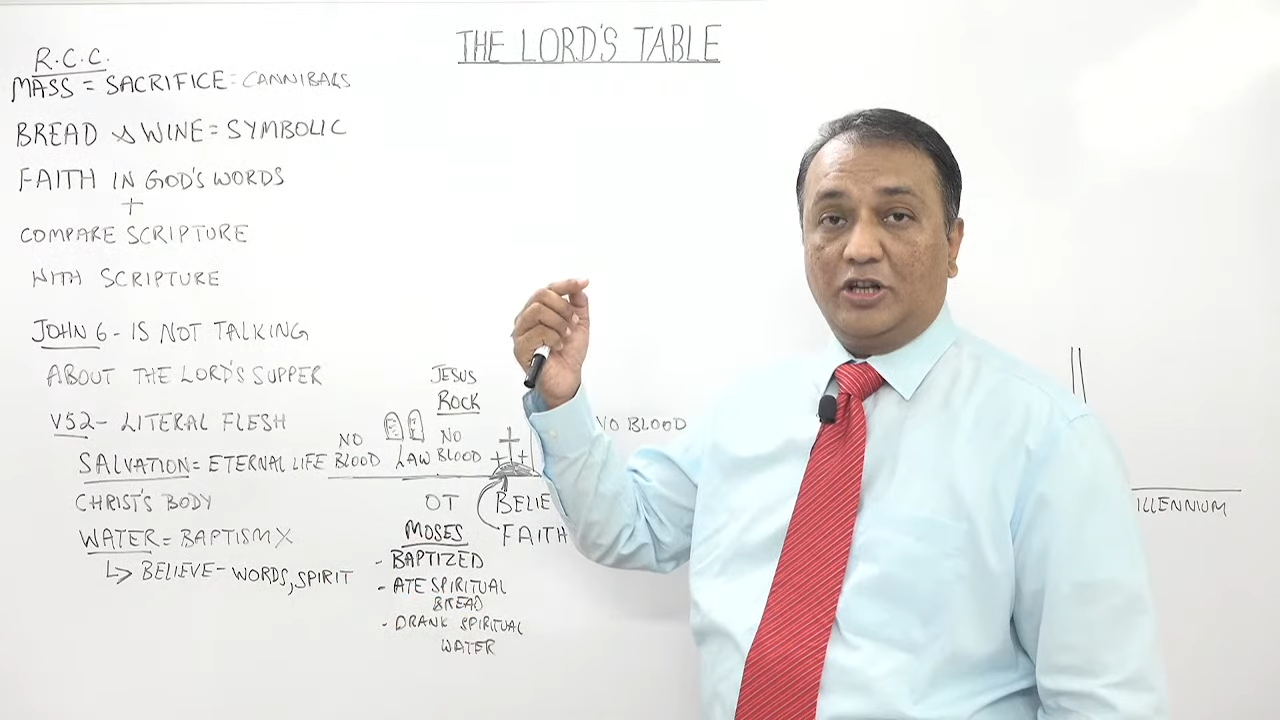 THE LORD'S TABLE
R.C.C.
MASS = SACRIFICE = CANNIBALS
BREAD & WINE = SYMBOLIC
FAITH IN GOD'S WORDS
+
COMPARE SCRIPTURE
WITH SCRIPTURE
JOHN 6 - IS NOT TALKING
ABOUT THE LORD'S SUPPER
V52 - LITERAL FLESH
SALVATION = ETERNAL LIFE
CHRIST'S BODY
WATER = BAPTISM X
↳ BELIEVE - WORDS, SPIRIT
NO
BLOOD
LAW
JESUS
ROCK
NO
BLOOD
OT
MOSES
- BAPTIZED
- ATE SPIRITUAL
BREAD
- DRANK SPIRITUAL
WATER
BELIE
FAITH
NO BLOOD
ILLENNIUM